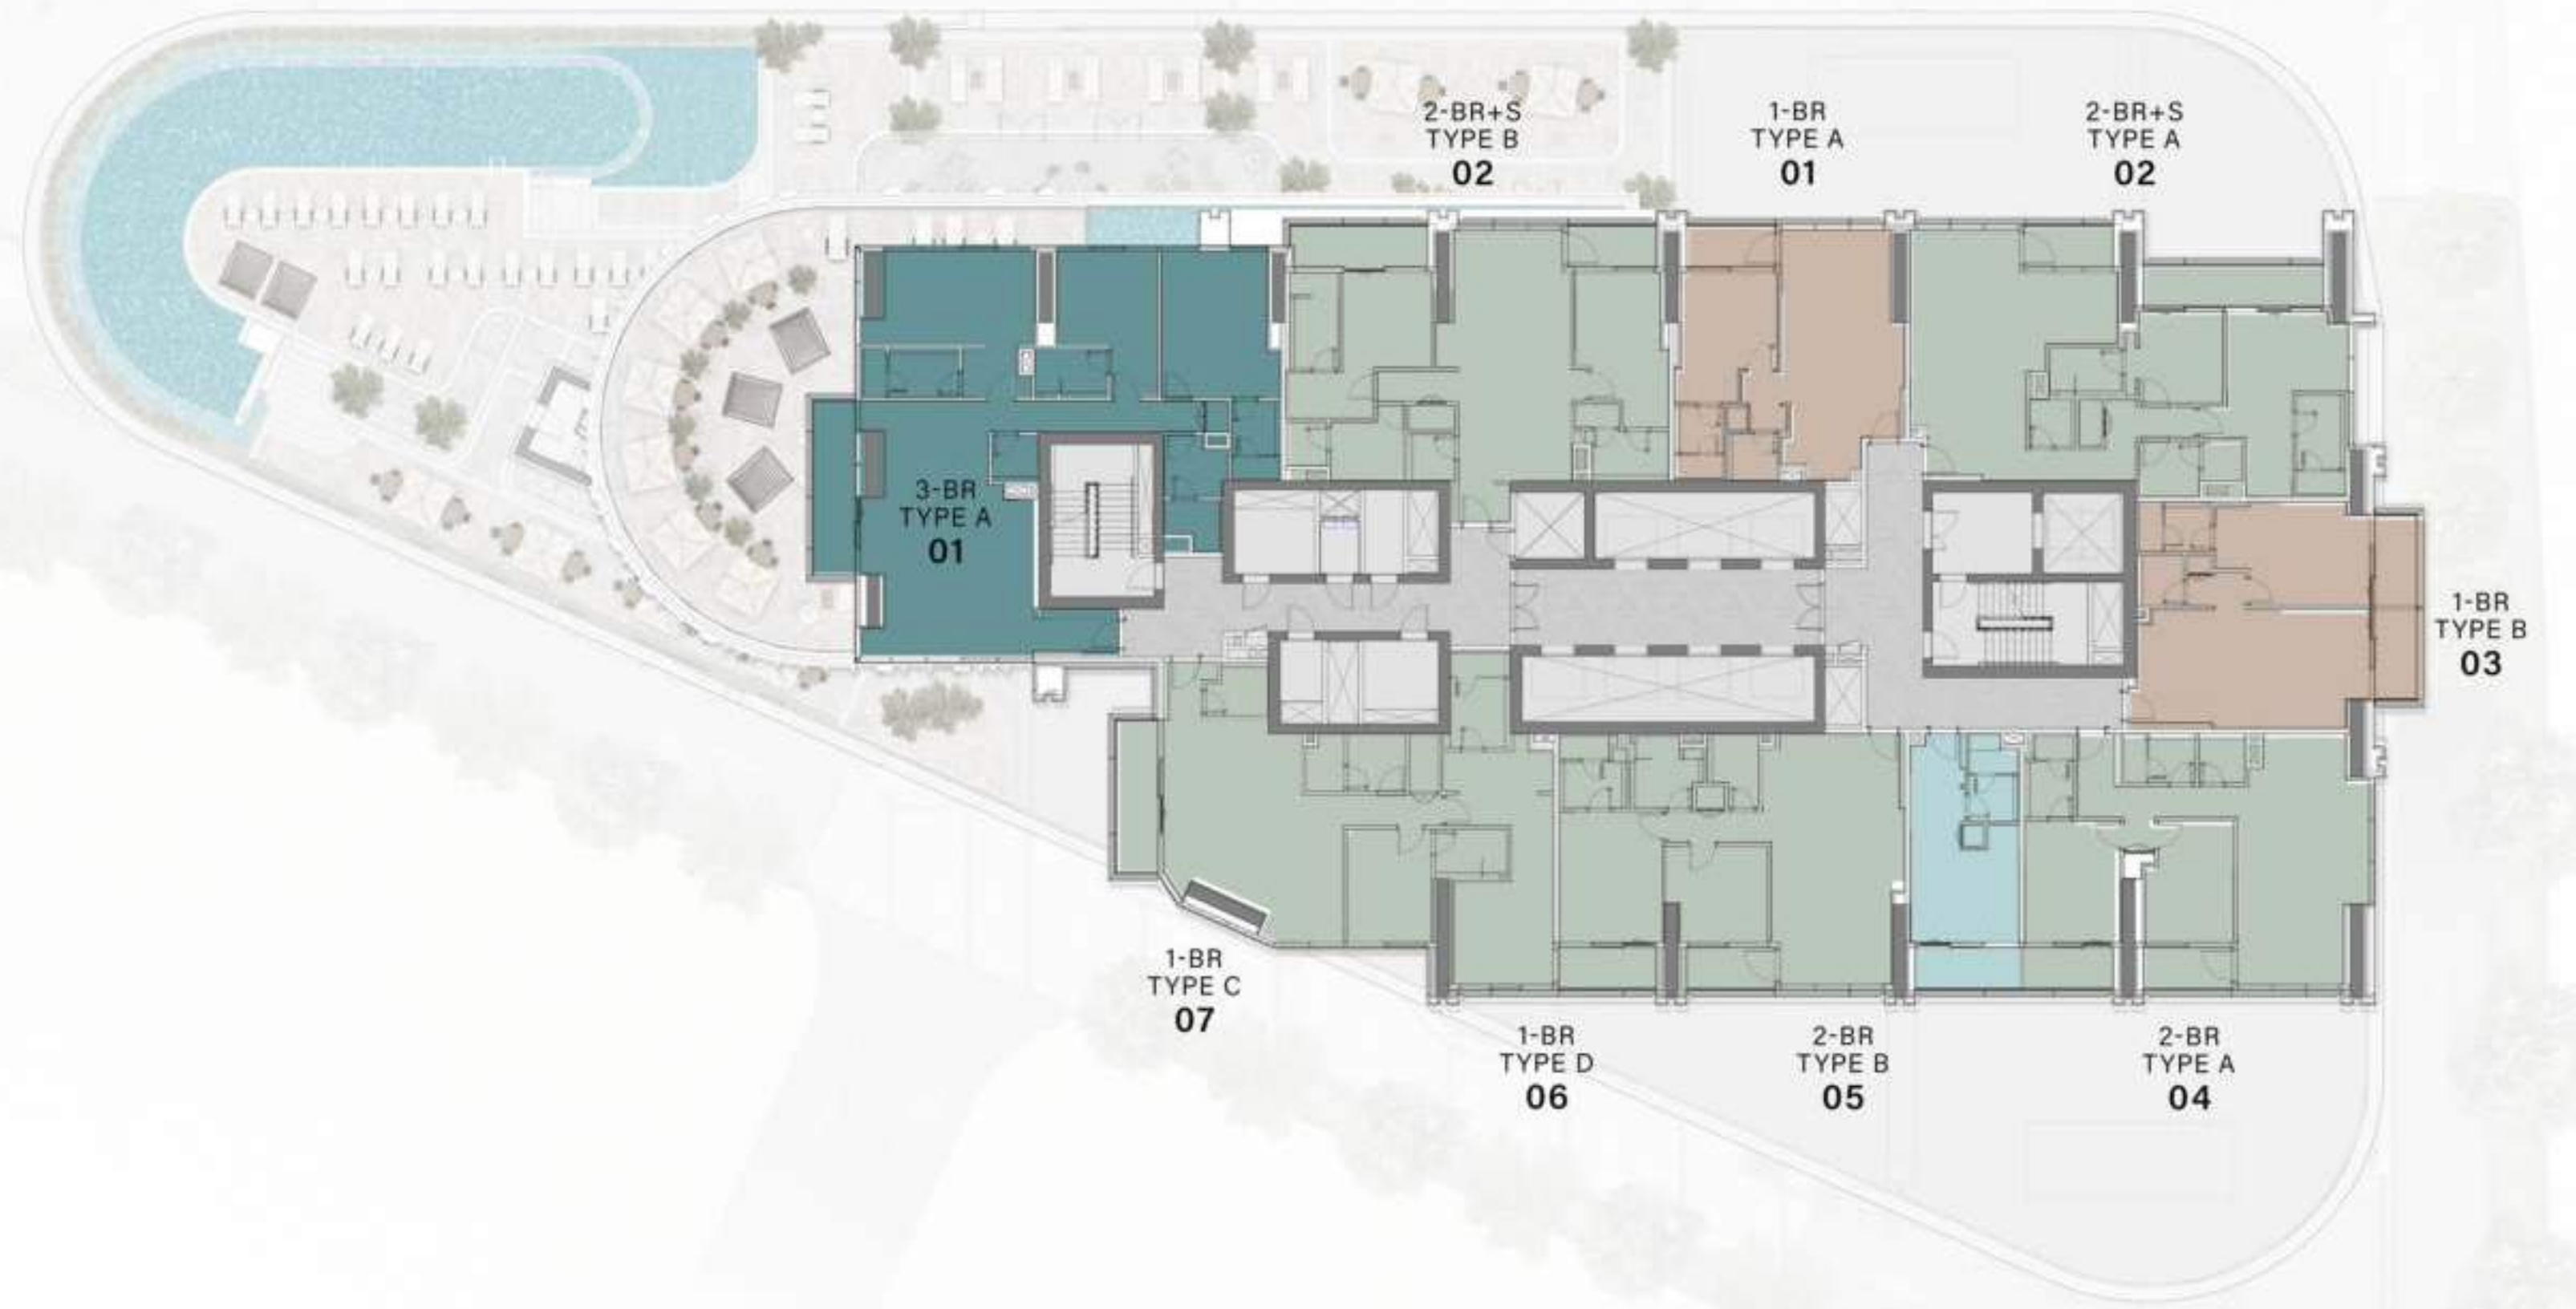 2-BR+S
TYPE B
02
1-BR
TYPE A
01
2-BR+S
TYPE A
02
3-BR
TYPE A
01
1-BR
TYPE B
03
1-BR
TYPE C
07
1-BR
TYPE D
06
2-BR
TYPE B
05
2-BR
TYPE A
04